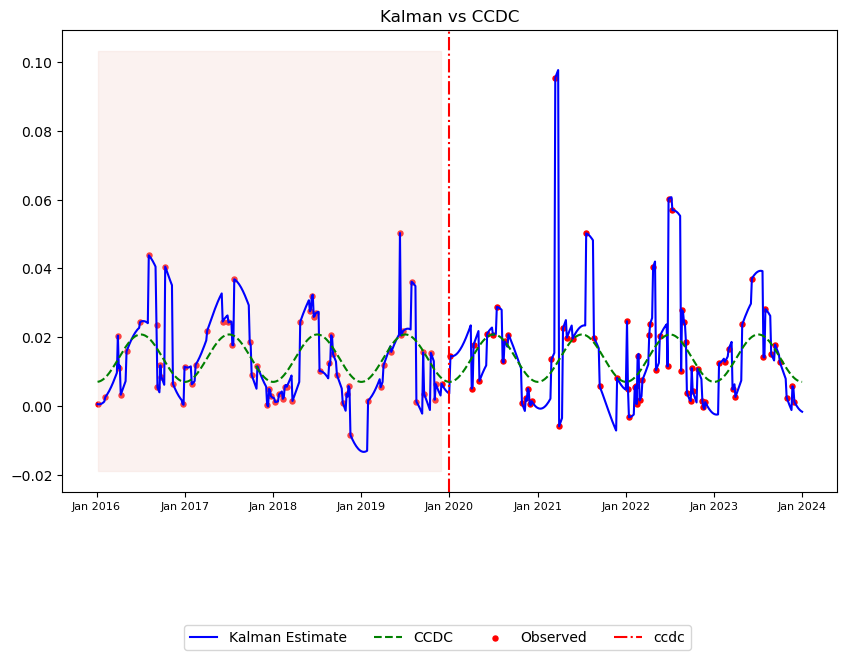 Kalman vs CCDC
0.10
0.08
0.06
0.04
0.02
0.00
−0.02
Jan 2016 Jan 2017 Jan 2018 Jan 2019 Jan 2020 Jan 2021 Jan 2022 Jan 2023 Jan 2024
Kalman Estimate CCDC Observed ccdc